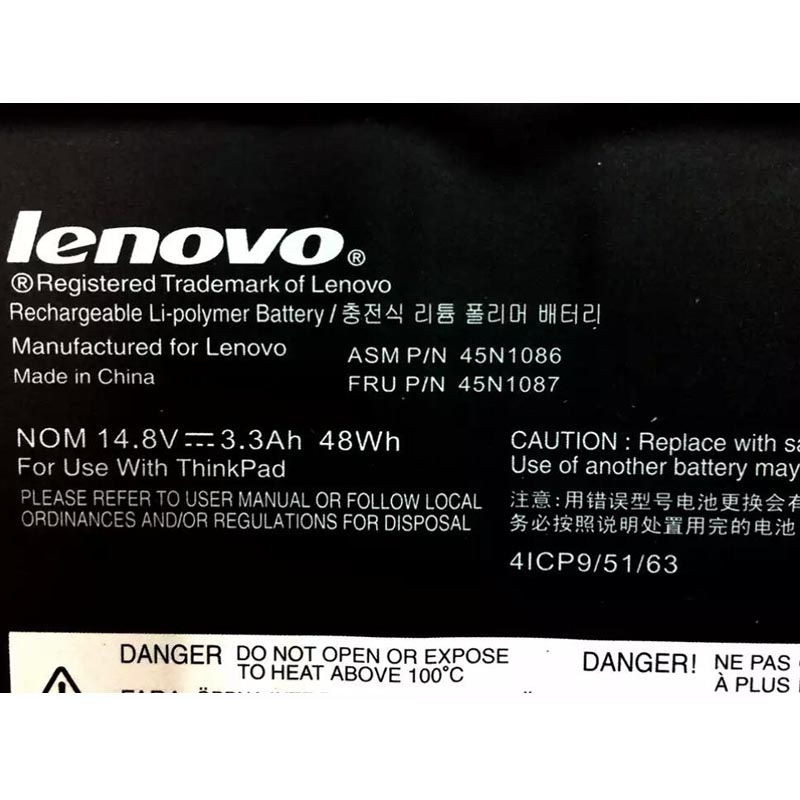 lenovo®
®Registered Trademark of Lenovo
Rechargeable Li-polymer Battery / 충전식 리튬 폴리머 배터리
Manufactured for Lenovo
ASM P/N 45N1086
Made in China
FRU P/N 45N1087
NOM 14.8V⎓3.3Ah 48Wh
For Use With ThinkPad
PLEASE REFER TO USER MANUAL OR FOLLOW LOCAL
ORDINANCES AND/OR REGULATIONS FOR DISPOSAL
CAUTION : Replace with sa
Use of another battery may
注意:用错误型号电池更换会有
务必按照说明处置用完的电池
4ICP9/51/63
DANGER DO NOT OPEN OR EXPOSE
TO HEAT ABOVE 100°C
DANGER! NE PAS
À PLUS